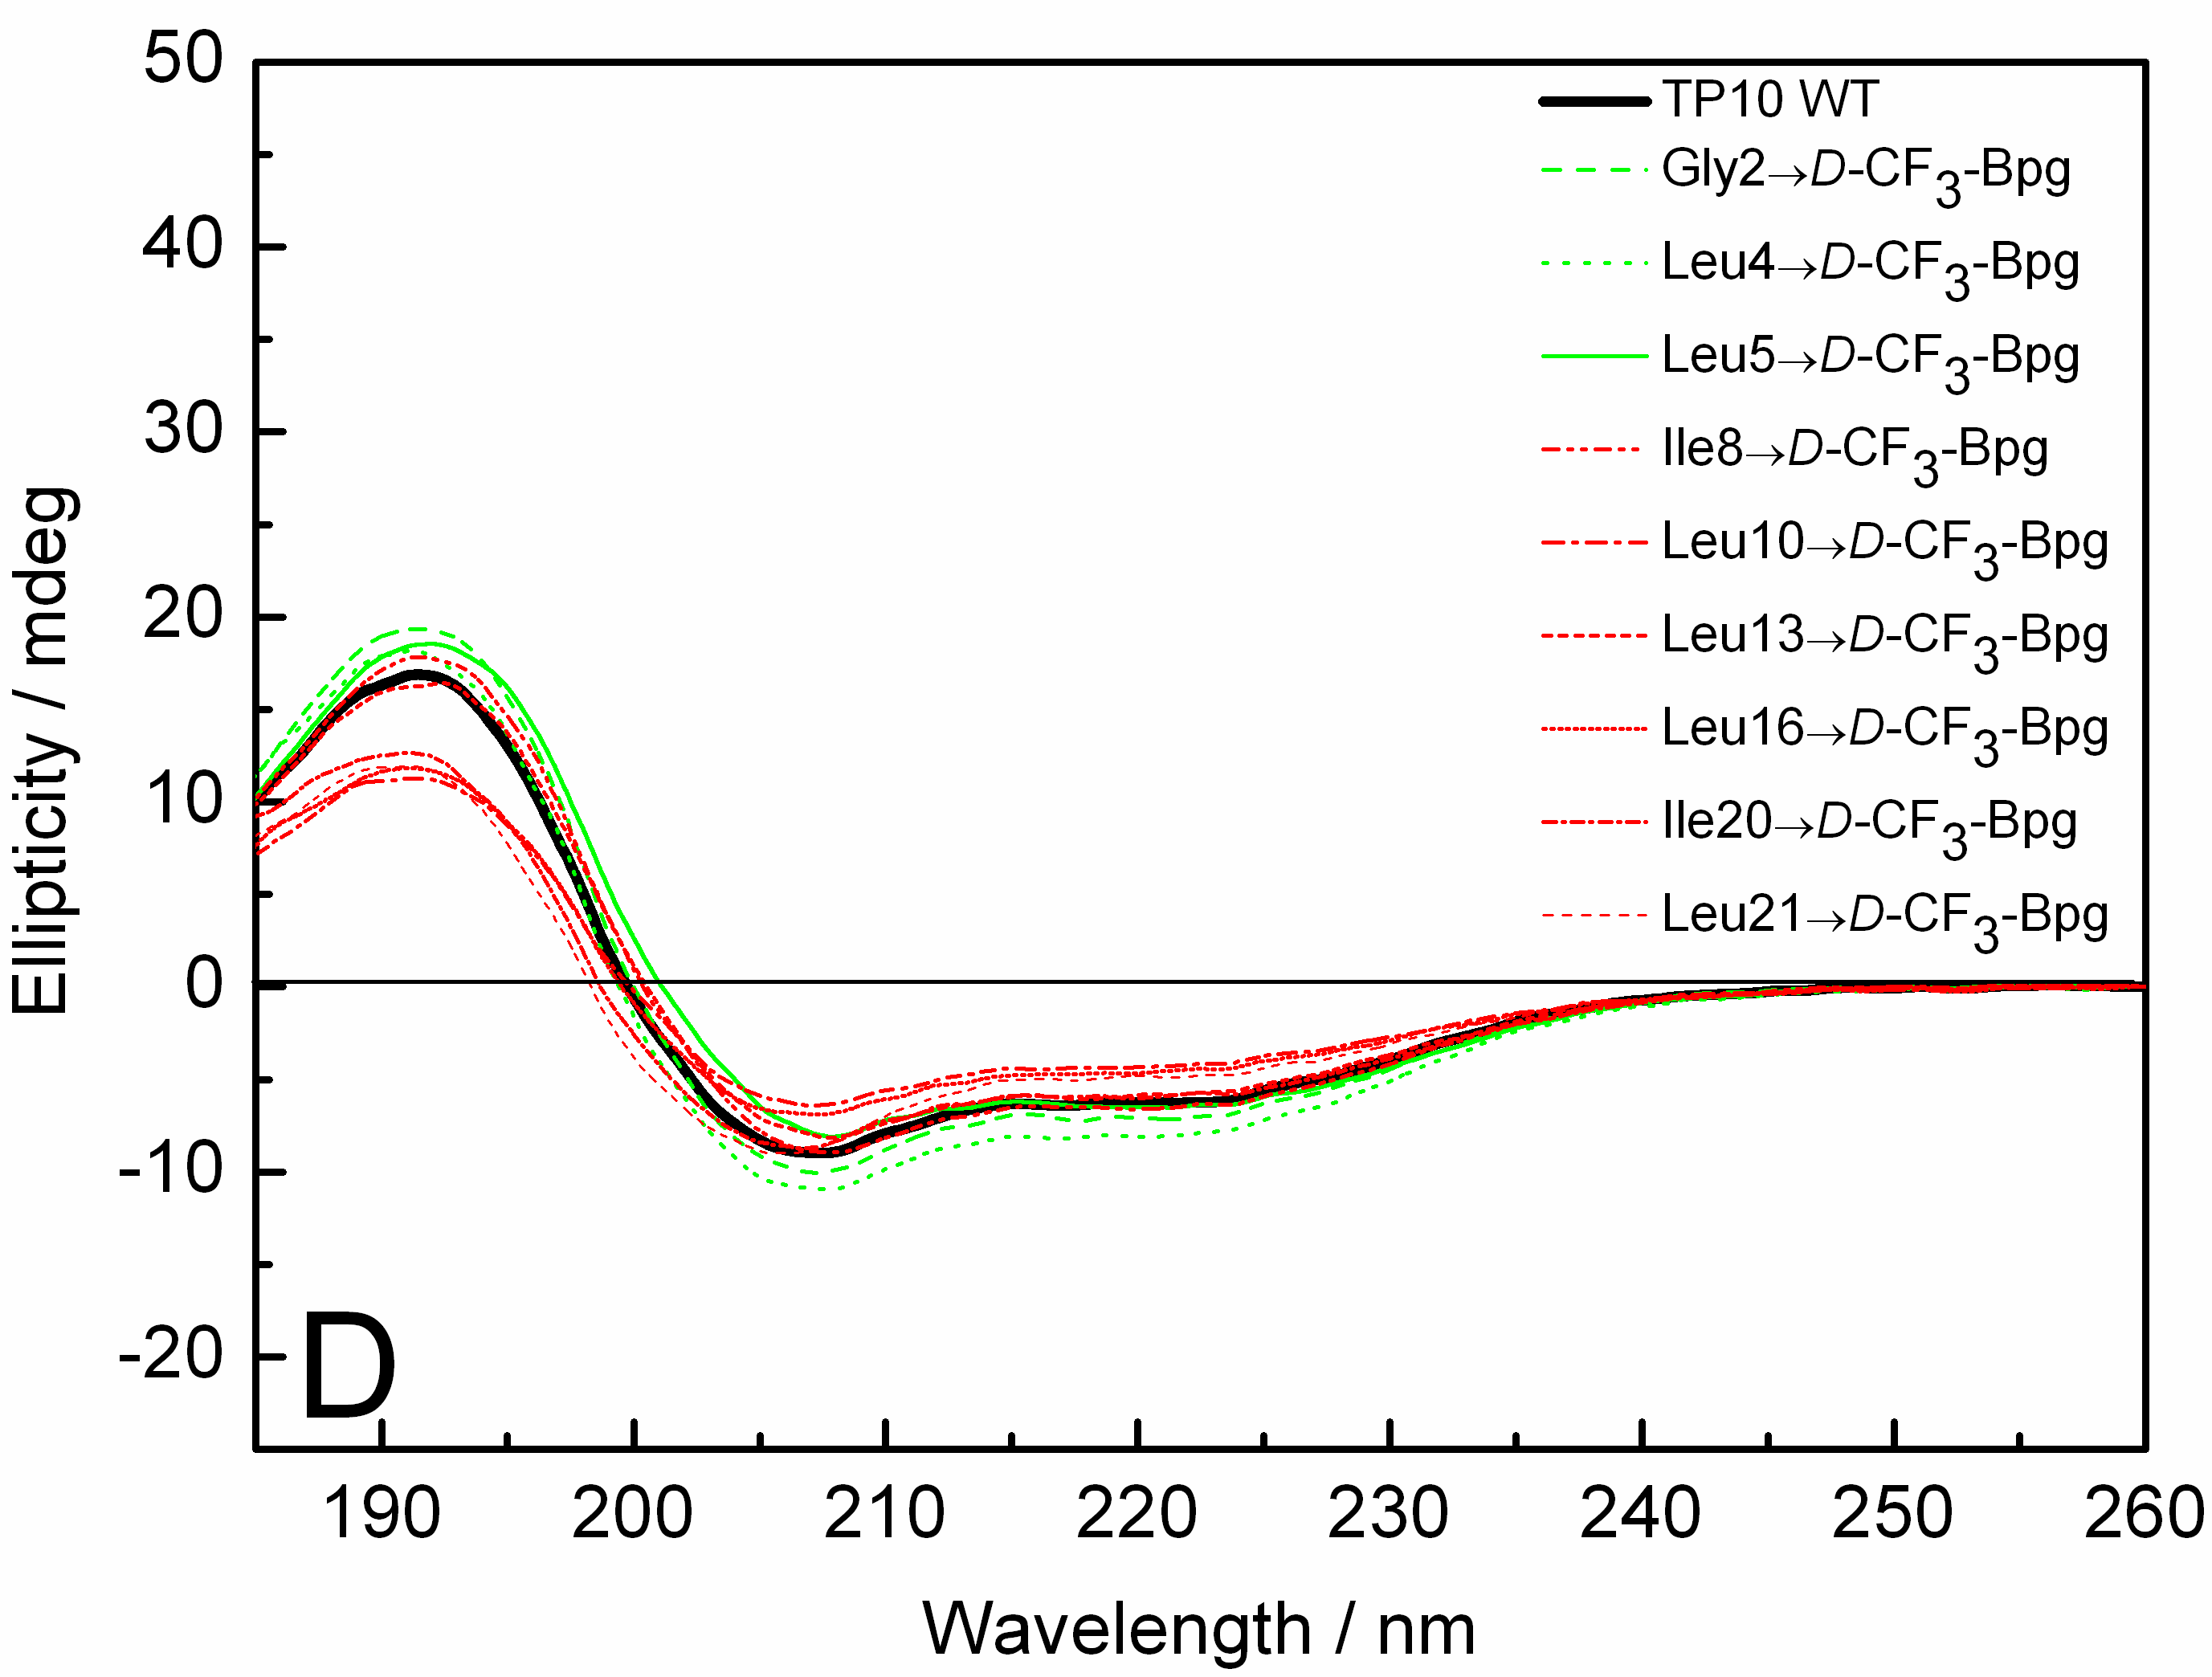 50
40
30
20
10
0
-10
-20
Ellipticity / mdeg
TP10 WT
Gly2→D-CF3-Bpg
Leu4→D-CF3-Bpg
Leu5→D-CF3-Bpg
Ile8→D-CF3-Bpg
Leu10→D-CF3-Bpg
Leu13→D-CF3-Bpg
Leu16→D-CF3-Bpg
Ile20→D-CF3-Bpg
Leu21→D-CF3-Bpg
D
190 200 210 220 230 240 250 260
Wavelength / nm